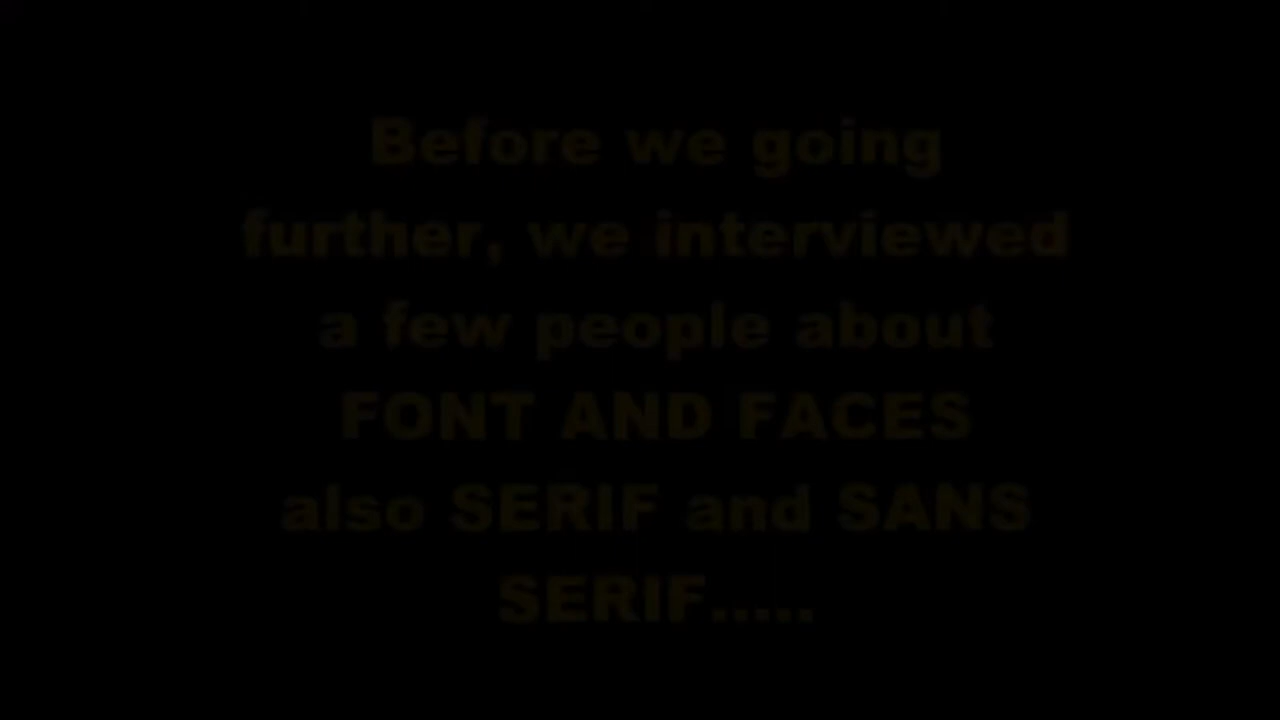 Before we going
further, we interviewed
a few people about
FONT AND FACES
also SERIF and SANS
SERIF.....